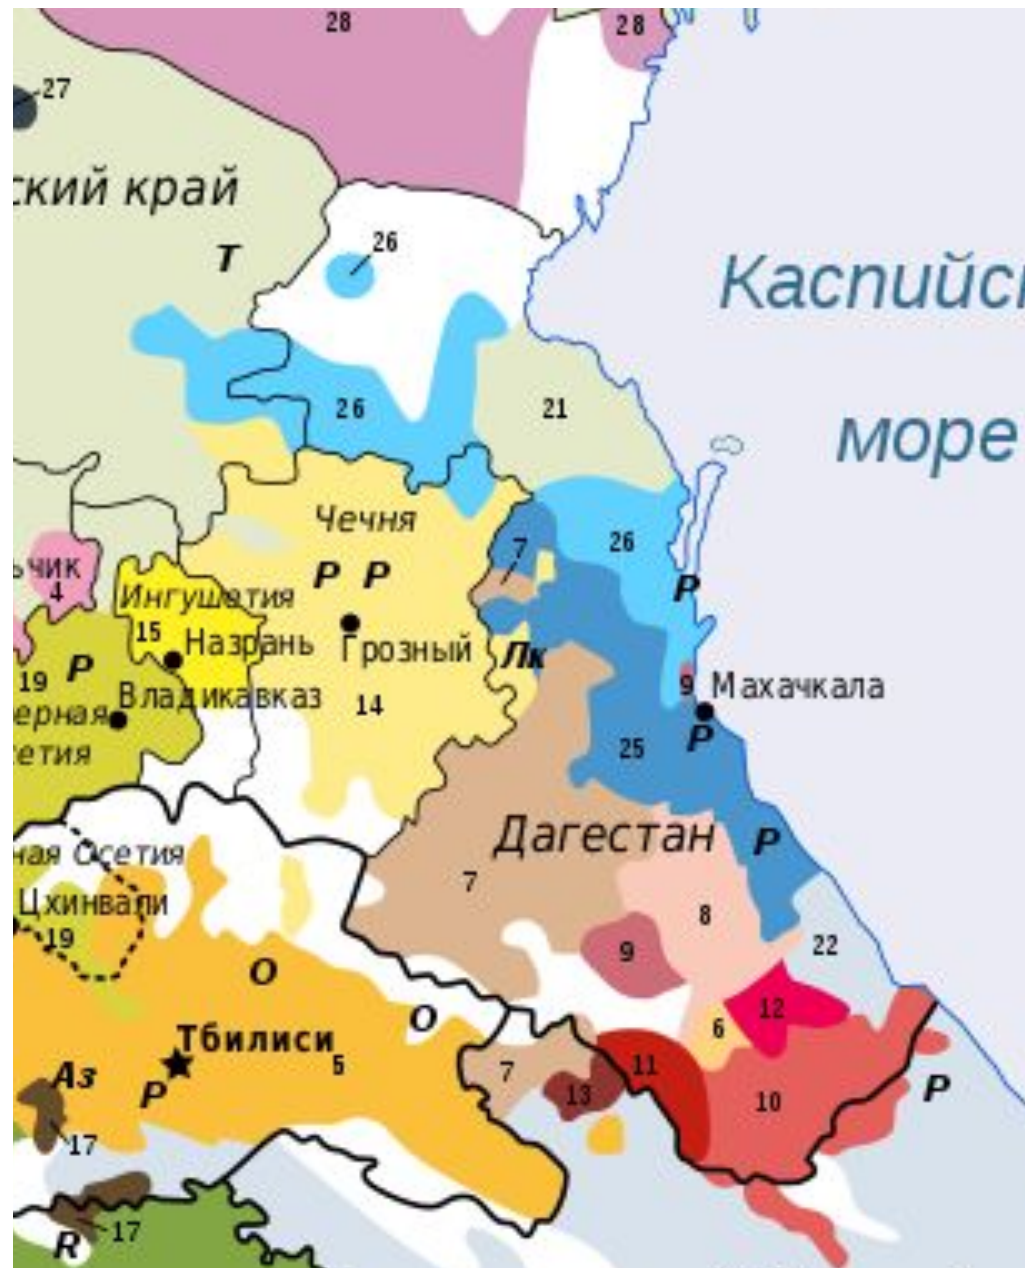 28
28
27
ский край
26
Т
Каспийс
26
21
море
Чечня
7
26
ьчик
4
Р Р
Р
Ингушетия
15
Назрань
Грозный
Лк
19
Р
9
Махачкала
Владикавказ
14
ерная
Р
25
сетия
Дагестан
Р
ная Осетия
7
8
Цхинвали
19
9
22
О
12
О
6
Тбилиси
5
7
11
Аз
Р
13
10
Р
17
17
R